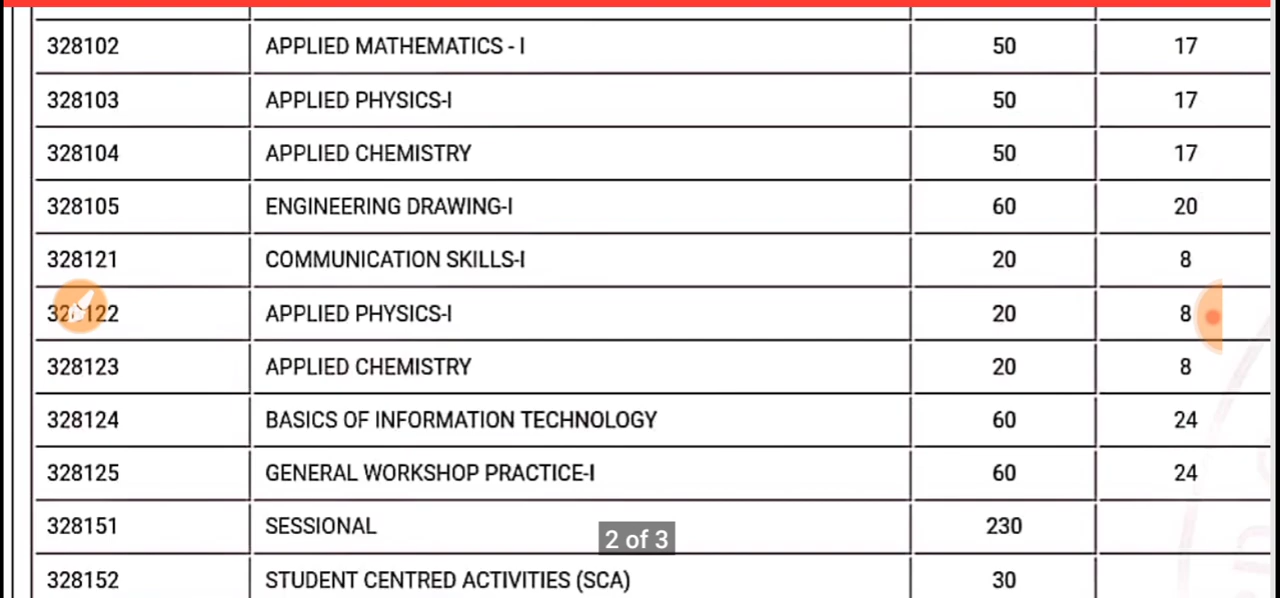 328102 APPLIED MATHEMATICS - I 50 17
328103 APPLIED PHYSICS-I 50 17
328104 APPLIED CHEMISTRY 50 17
328105 ENGINEERING DRAWING-I 60 20
328121 COMMUNICATION SKILLS-I 20 8
328122 APPLIED PHYSICS-I 20 8
328123 APPLIED CHEMISTRY 20 8
328124 BASICS OF INFORMATION TECHNOLOGY 60 24
328125 GENERAL WORKSHOP PRACTICE-I 60 24
328151 SESSIONAL 230
2 of 3
328152 STUDENT CENTRED ACTIVITIES (SCA) 30